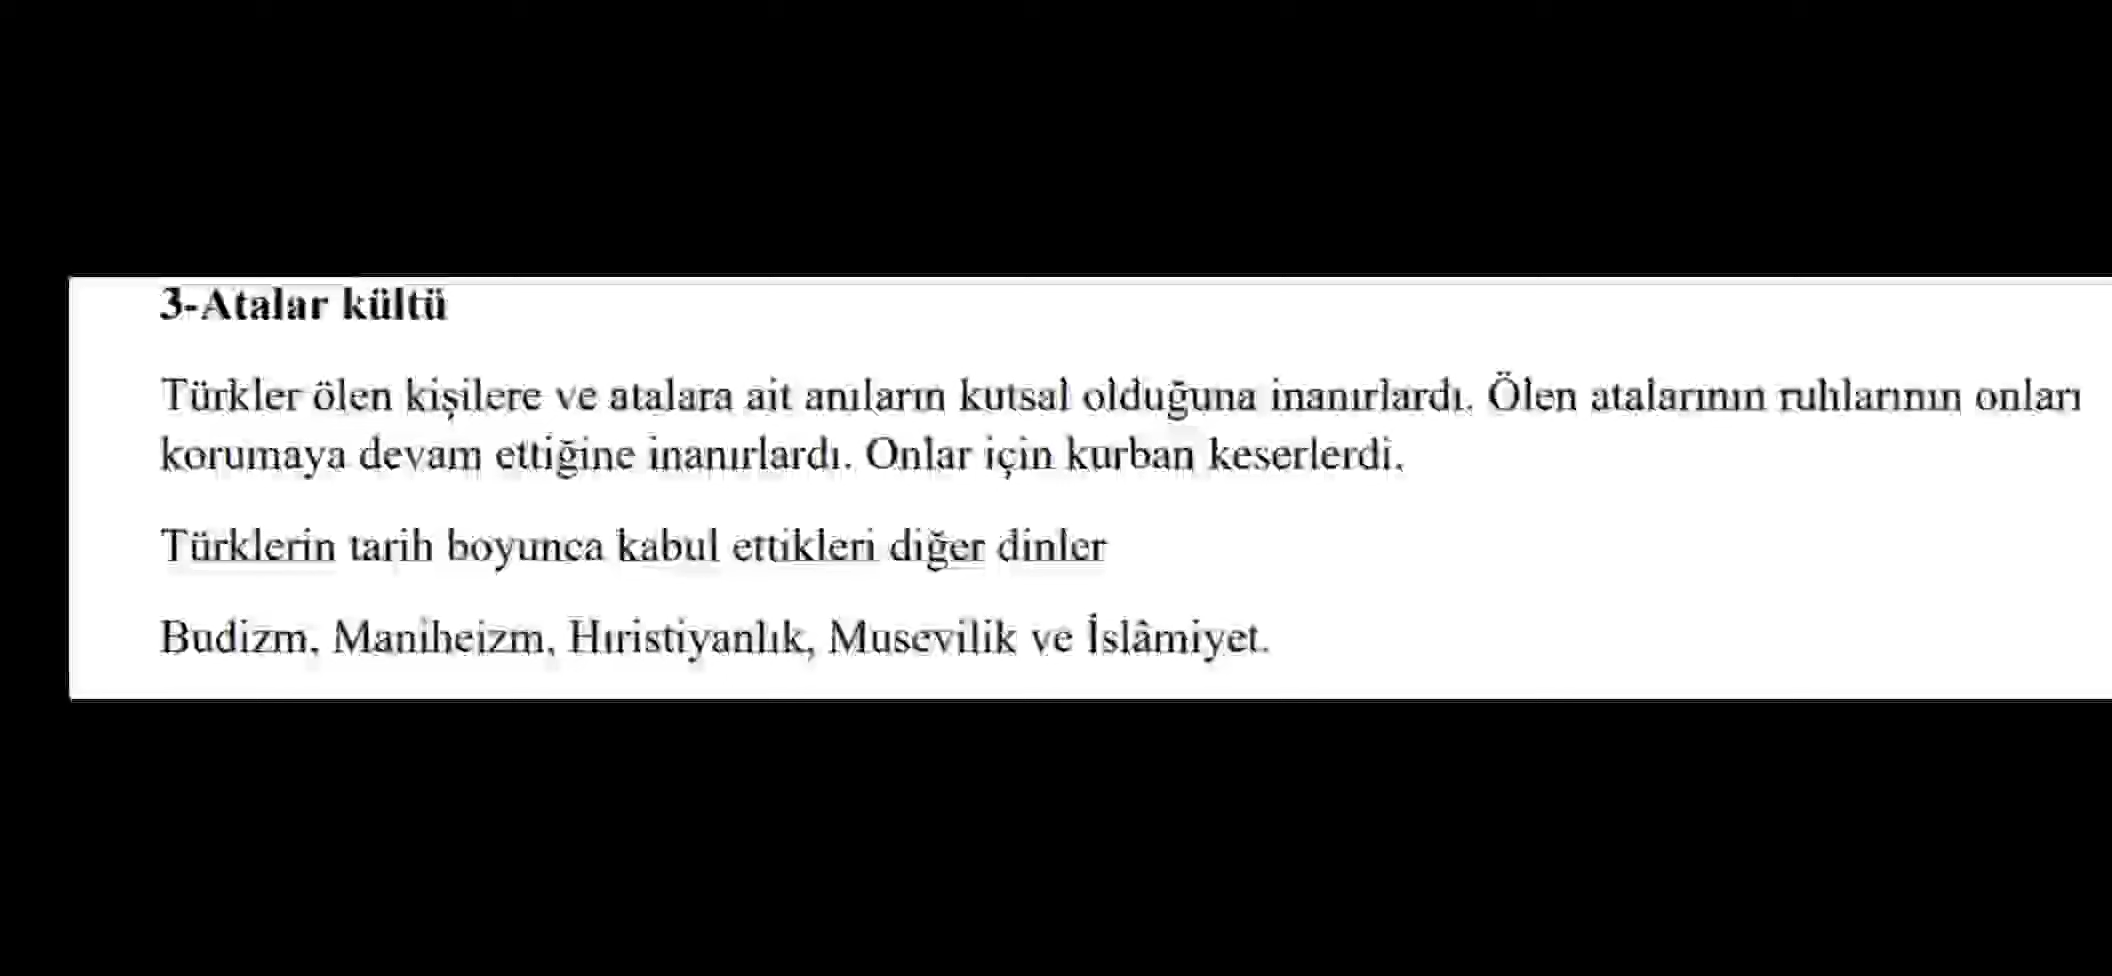 3-Atalar kültü
Türkler ölen kişilere ve atalara ait anıların kutsal olduğuna inanırlardı. Ölen atalarının ruhlarının onları
korumaya devam ettiğine inanırlardı. Onlar için kurban keserlerdi.
Türklerin tarih boyunca kabul ettikleri diğer dinler
Budizm, Maniheizm, Hıristiyanlık, Musevilik ve İslâmiyet.